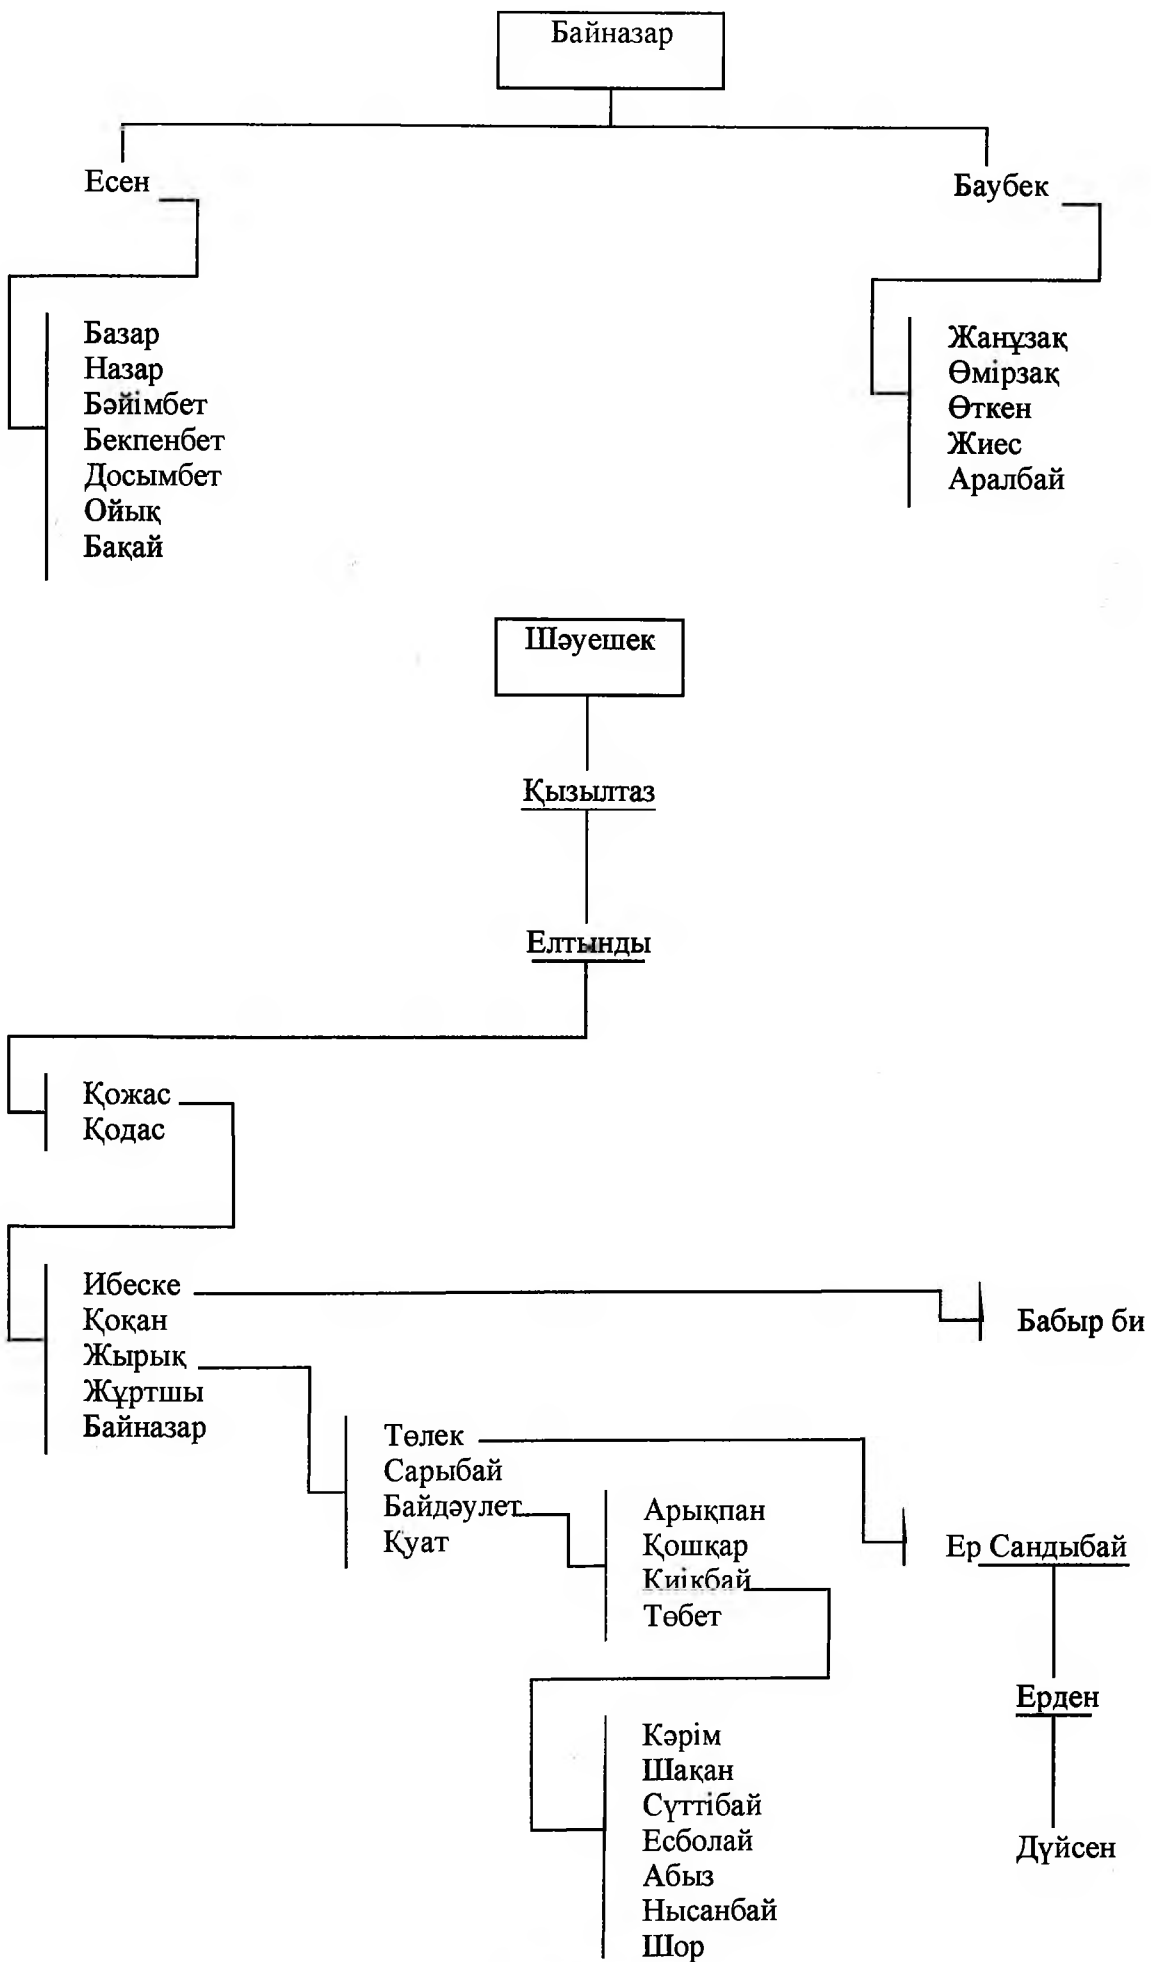 Байназар
Есен
Баубек
Базар
Назар
Бәйімбет
Бекпенбет
Досымбет
Ойық
Бақай
Жанұзақ
Өмірзақ
Өткен
Жиес
Аралбай
Шәуешек
Қызылтаз
Елтынды
Қожас
Қодас
Ибеске
Қоқан
Жырық
Жұртшы
Байназар
Бабыр би
Төлек
Сарыбай
Байдәулет
Қуат
Арықпан
Қошқар
Киікбай
Төбет
Ер Сандыбай
Ерден
Дүйсен
Кәрім
Шақан
Сүттібай
Есболай
Абыз
Нысанбай
Шор